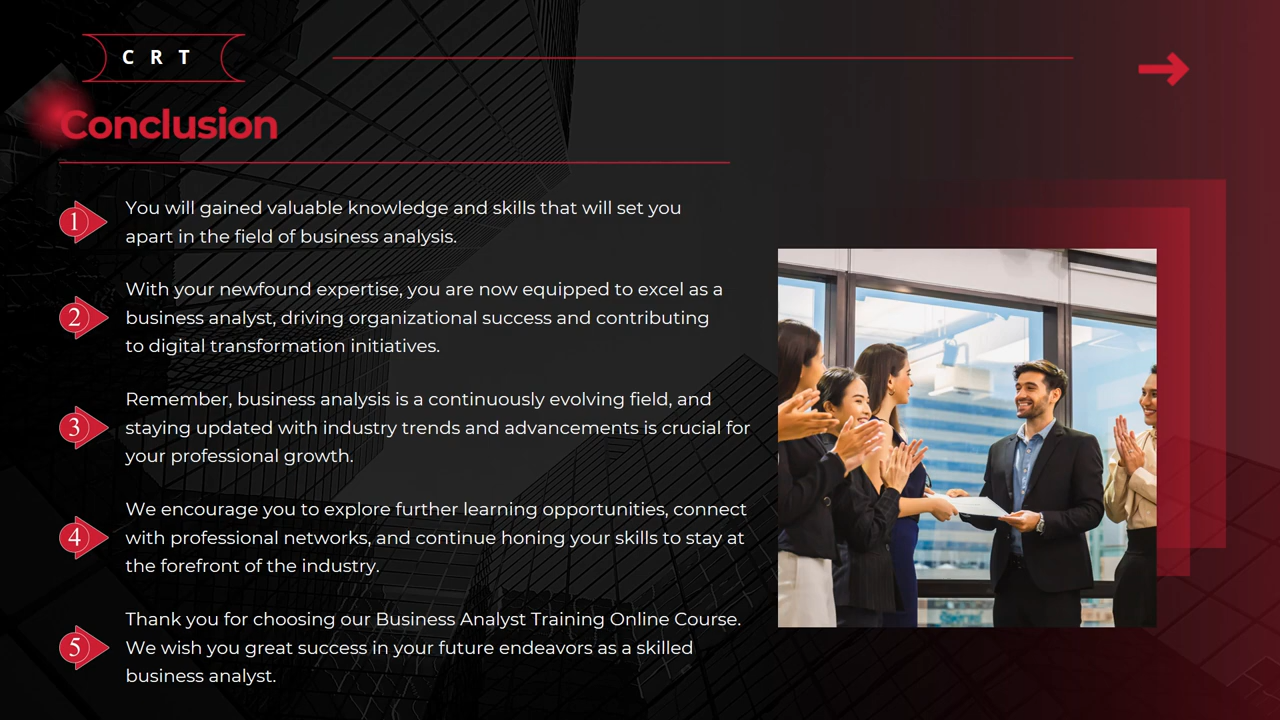 C R T
Conclusion
1
You will gained valuable knowledge and skills that will set you
apart in the field of business analysis.
2
With your newfound expertise, you are now equipped to excel as a
business analyst, driving organizational success and contributing
to digital transformation initiatives.
3
Remember, business analysis is a continuously evolving field, and
staying updated with industry trends and advancements is crucial for
your professional growth.
4
We encourage you to explore further learning opportunities, connect
with professional networks, and continue honing your skills to stay at
the forefront of the industry.
5
Thank you for choosing our Business Analyst Training Online Course.
We wish you great success in your future endeavors as a skilled
business analyst.